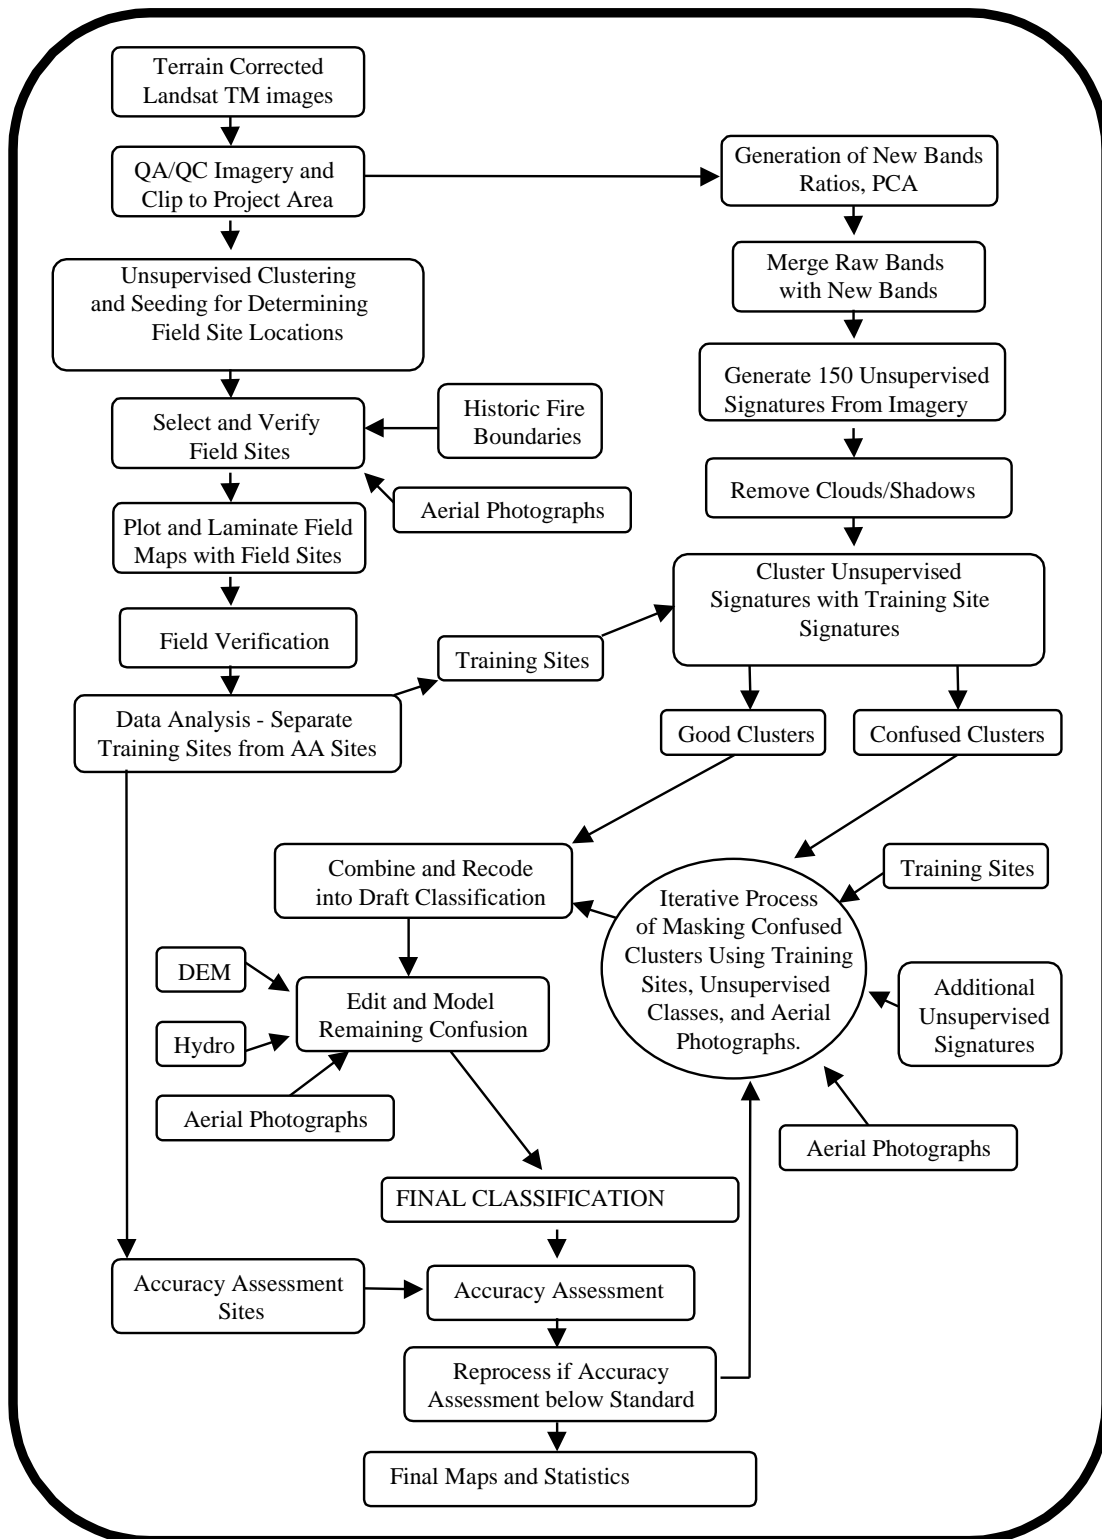 Terrain Corrected
Landsat TM images
QA/QC Imagery and
Clip to Project Area
Generation of New Bands
Ratios, PCA
Unsupervised Clustering
and Seeding for Determining
Field Site Locations
Merge Raw Bands
with New Bands
Generate 150 Unsupervised
Signatures From Imagery
Select and Verify
Field Sites
Historic Fire
Boundaries
Aerial Photographs
Remove Clouds/Shadows
Plot and Laminate Field
Maps with Field Sites
Cluster Unsupervised
Signatures with Training Site
Signatures
Field Verification
Training Sites
Data Analysis - Separate
Training Sites from AA Sites
Good Clusters
Confused Clusters
Combine and Recode
into Draft Classification
Iterative Process
of Masking Confused
Clusters Using Training
Sites, Unsupervised
Classes, and Aerial
Photographs.
Training Sites
DEM
Edit and Model
Remaining Confusion
Additional
Unsupervised
Signatures
Hydro
Aerial Photographs
Aerial Photographs
FINAL CLASSIFICATION
Accuracy Assessment
Sites
Accuracy Assessment
Reprocess if Accuracy
Assessment below Standard
Final Maps and Statistics